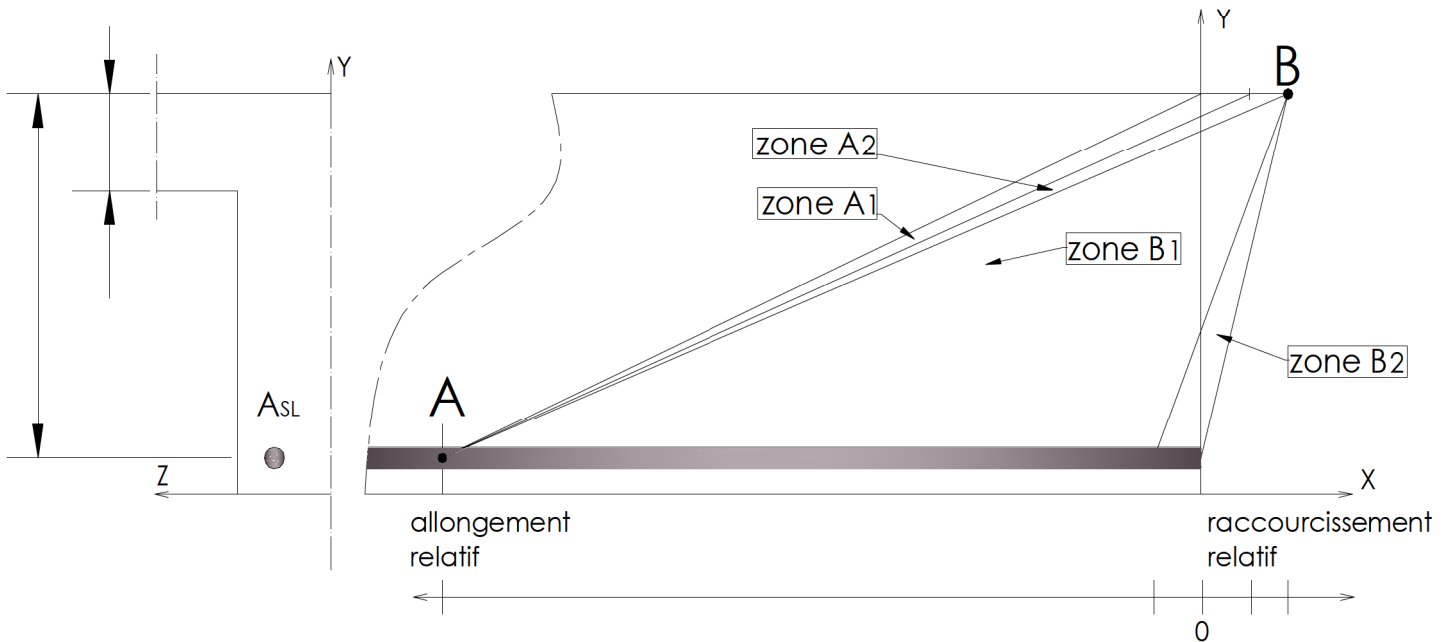 Y
Y
B
zone A2
zone A1
zone B1
zone B2
A
ASL
Z
X
allongement
relatif
raccourcissement
relatif
0